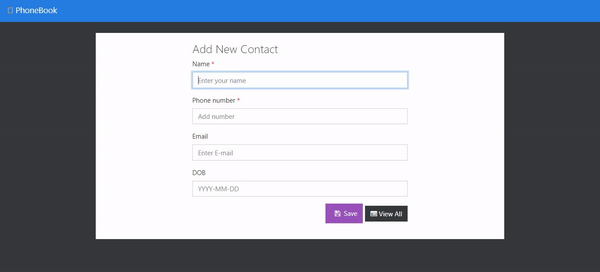 PhoneBook
Add New Contact
Name *
Enter your name
Phone number *
Add number
Email
Enter E-mail
DOB
YYYY-MM-DD
Save View All